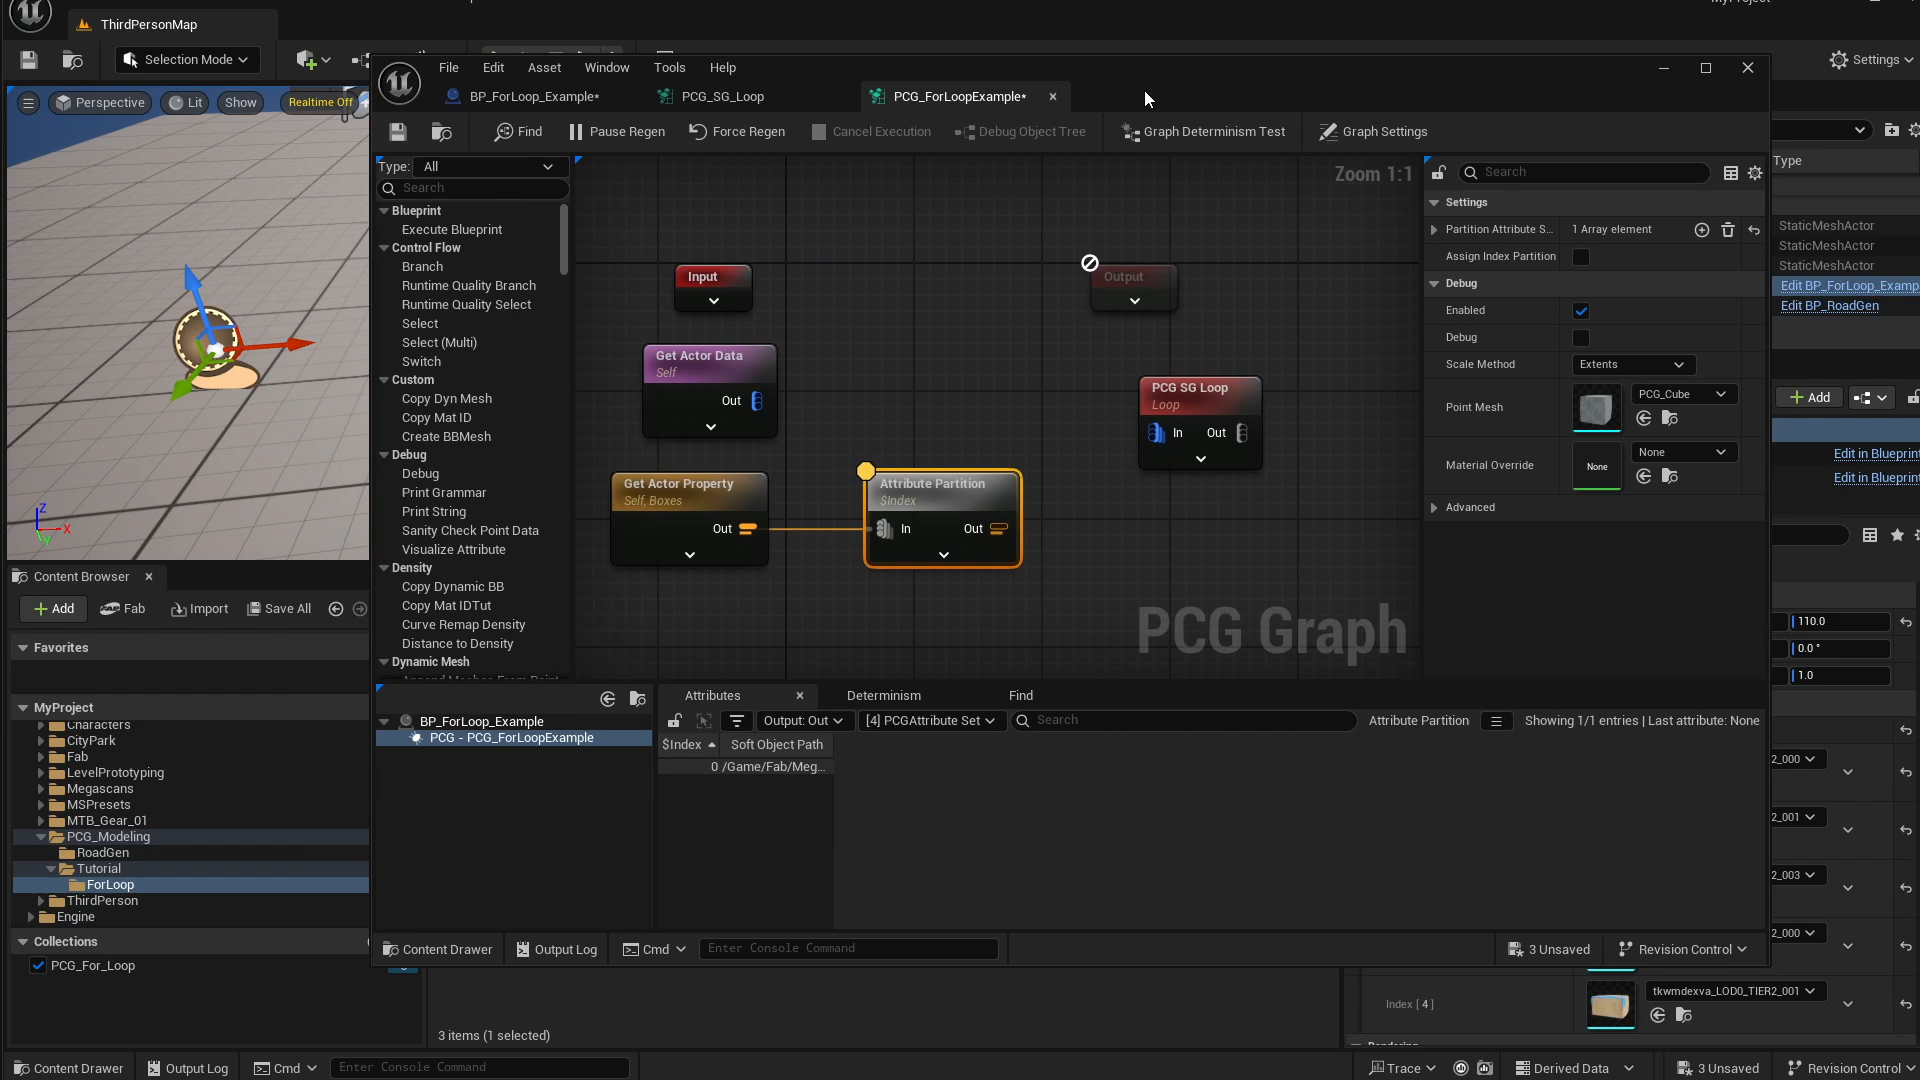 ThirdPersonMap
Selection Mode
Settings
File Edit Asset Window Tools Help
BP_ForLoop_Example* PCG_SG_Loop PCG_ForLoopExample*
Find Pause Regen Force Regen Cancel Execution Debug Object Tree Graph Determinism Test Graph Settings
Perspective Lit Show Realtime Off
Z
X
Y
Type: All
Search
Blueprint
Execute Blueprint
Control Flow
Branch
Runtime Quality Branch
Runtime Quality Select
Select
Select (Multi)
Switch
Custom
Copy Dyn Mesh
Copy Mat ID
Create BBMesh
Debug
Debug
Print Grammar
Print String
Sanity Check Point Data
Visualize Attribute
Density
Copy Dynamic BB
Copy Mat IDTut
Curve Remap Density
Distance to Density
Dynamic Mesh
Zoom 1:1
Input
Output
Get Actor Data
Self
Out
PCG SG Loop
Loop
In Out
Get Actor Property
Self, Boxes
Out
Attribute Partition
$Index
In Out
PCG Graph
Search
Settings
Partition Attribute S... 1 Array element
Assign Index Partition
Debug
Enabled
Debug
Scale Method Extents
Point Mesh PCG_Cube
Material Override None None
Advanced
Type
StaticMeshActor
StaticMeshActor
StaticMeshActor
Edit BP_ForLoop_Examp
Edit BP_RoadGen
Add
Edit in Blueprint
Edit in Blueprint
110.0
0.0 °
1.0
2_000
2_001
2_003
2_000
Index [ 4 ] tkwmdexva_LOD0_TIER2_001
Content Browser
Add Fab Import Save All
Favorites
MyProject
Characters
CityPark
Fab
LevelPrototyping
Megascans
MSPresets
MTB_Gear_01
PCG_Modeling
RoadGen
Tutorial
ForLoop
ThirdPerson
Engine
Collections
PCG_For_Loop
BP_ForLoop_Example
PCG - PCG_ForLoopExample
Attributes Determinism Find
Output: Out [4] PCGAttribute Set Search Attribute Partition Showing 1/1 entries | Last attribute: None
$Index Soft Object Path
0 /Game/Fab/Meg...
Content Drawer Output Log Cmd Enter Console Command 3 Unsaved Revision Control
3 items (1 selected)
Content Drawer Output Log Cmd Enter Console Command Trace Derived Data 3 Unsaved Revision Control